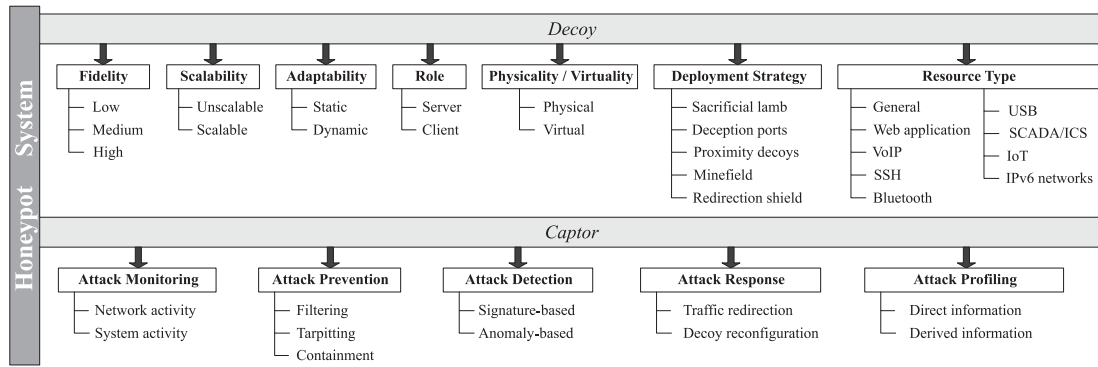 Honeypot System
Decoy
Fidelity
Low
Medium
High
Scalability
Unscalable
Scalable
Adaptability
Static
Dynamic
Role
Server
Client
Physicality / Virtuality
Physical
Virtual
Deployment Strategy
Sacrificial lamb
Deception ports
Proximity decoys
Minefield
Redirection shield
Resource Type
General
Web application
VoIP
SSH
Bluetooth
USB
SCADA/ICS
IoT
IPv6 networks
Captor
Attack Monitoring
Network activity
System activity
Attack Prevention
Filtering
Tarpitting
Containment
Attack Detection
Signature-based
Anomaly-based
Attack Response
Traffic redirection
Decoy reconfiguration
Attack Profiling
Direct information
Derived information